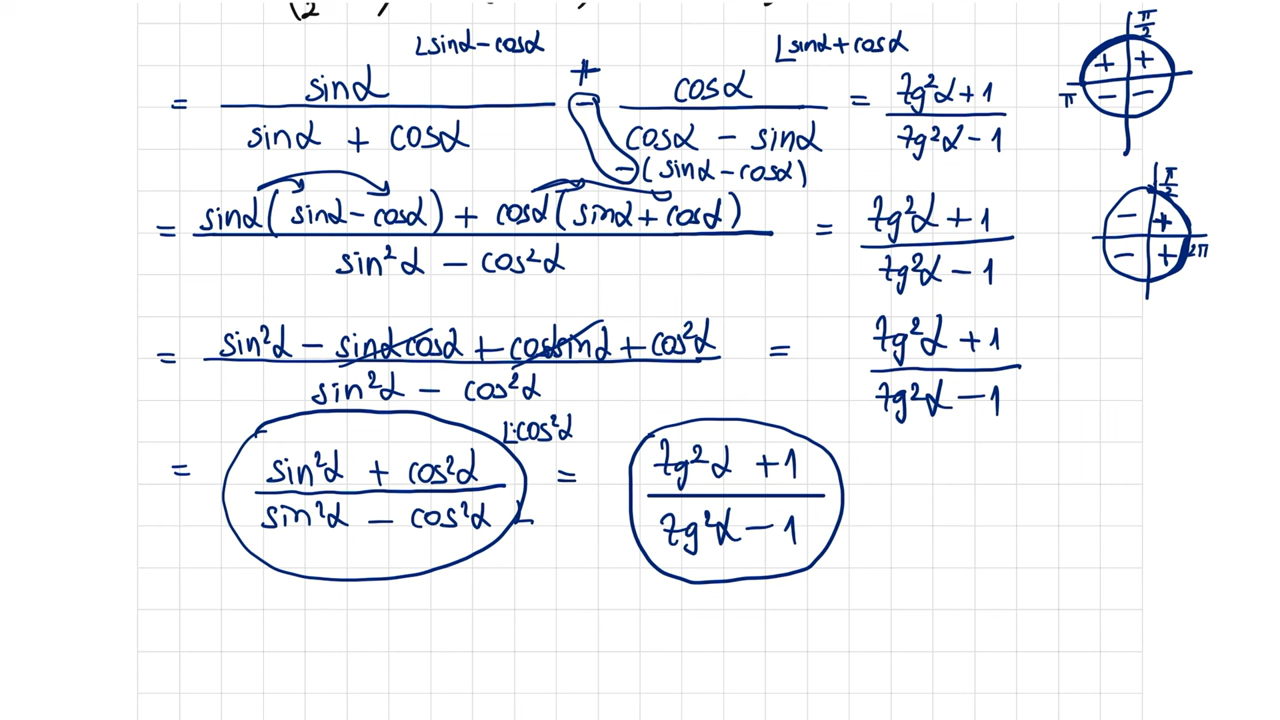 (2 )
⌊sinα−cosα ⌊sinα+cosα
= sinα / (sinα + cosα) − cosα / (cosα − sinα) = (tg²α+1) / (tg²α−1)
+
−(sinα−cosα)
π/2
+ +
π − −
= (sinα(sinα−cosα) + cosα(sinα+cosα)) / (sin²α − cos²α) = (tg²α+1) / (tg²α−1)
π/2
− +
− + 2π
= (sin²α − sinαcosα + cosαsinα + cos²α) / (sin²α − cos²α) = (tg²α+1) / (tg²α−1)
⌊:cos²α
= (sin²α + cos²α) / (sin²α − cos²α) = (tg²α +1) / (tg²α−1)